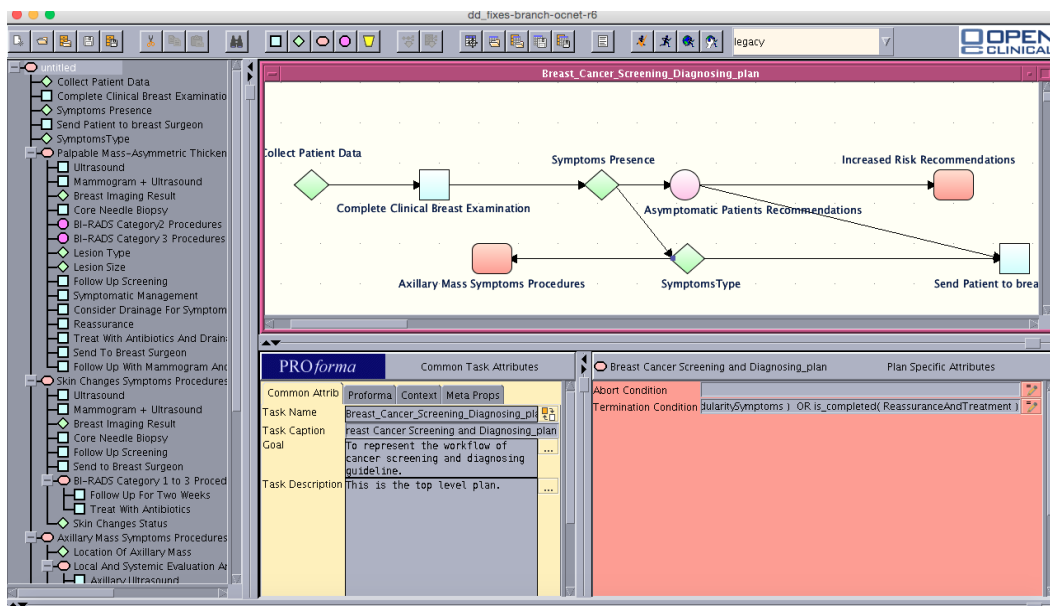 dd_fixes-branch-ocnet-r6
legacy
OPEN
CLINICAL
untitled
Collect Patient Data
Complete Clinical Breast Examinatio
Symptoms Presence
Send Patient to breast Surgeon
SymptomsType
Palpable Mass-Asymmetric Thicken
Ultrasound
Mammogram + Ultrasound
Breast Imaging Result
Core Needle Biopsy
BI-RADS Category2 Procedures
BI-RADS Category 3 Procedures
Lesion Type
Lesion Size
Follow Up Screening
Symptomatic Management
Consider Drainage For Symptom
Reassurance
Treat With Antibiotics And Drain
Send To Breast Surgeon
Follow Up With Mammogram And
Skin Changes Symptoms Procedures
Ultrasound
Mammogram + Ultrasound
Breast Imaging Result
Core Needle Biopsy
Follow Up Screening
Send to Breast Surgeon
BI-RADS Category 1 to 3 Proced
Follow Up For Two Weeks
Treat With Antibiotics
Skin Changes Status
Axillary Mass Symptoms Procedures
Location Of Axillary Mass
Local And Systemic Evaluation A
Axillary Ultrasound
Breast_Cancer_Screening_Diagnosing_plan
Collect Patient Data
Symptoms Presence
Increased Risk Recommendations
Complete Clinical Breast Examination
Asymptomatic Patients Recommendations
Axillary Mass Symptoms Procedures
SymptomsType
Send Patient to brea
PROforma
Common Task Attributes
Common Attrib
Proforma
Context
Meta Props
Task Name
Breast_Cancer_Screening_Diagnosing_pla
Task Caption
reast Cancer Screening and Diagnosing_plan
Goal
To represent the workflow of
cancer screening and diagnosing
guideline.
Task Description
This is the top level plan.
Breast Cancer Screening and Diagnosing_plan
Plan Specific Attributes
Abort Condition
Termination Condition
dularitySymptoms ) OR is_completed( ReassuranceAndTreatment )